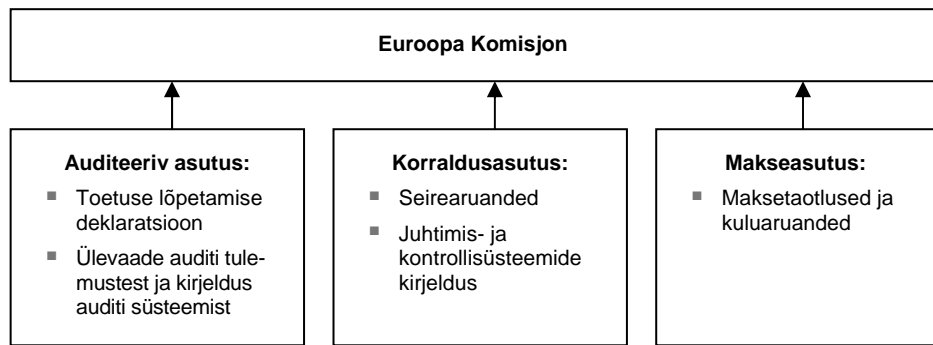 Euroopa Komisjon
Auditeeriv asutus:
Toetuse lõpetamise
deklaratsioon
Ülevaade auditi tule-
mustest ja kirjeldus
auditi süsteemist
Korraldusasutus:
Seirearuanded
Juhtimis- ja
kontrollisüsteemide
kirjeldus
Makseasutus:
Maksetaotlused ja
kuluaruanded